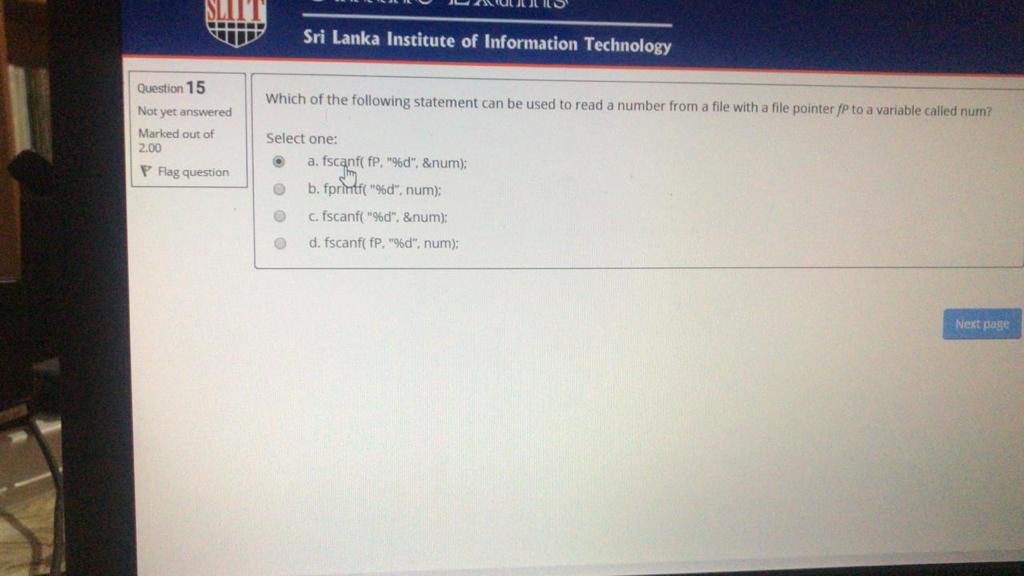 SLIIT
Sri Lanka Institute of Information Technology
Question 15
Not yet answered
Marked out of
2.00
Flag question
Which of the following statement can be used to read a number from a file with a file pointer fP to a variable called num?
Select one:
a. fscanf( fP, "%d", &num);
b. fprintf( "%d", num);
c. fscanf( "%d", &num);
d. fscanf( fP, "%d", num);
Next page